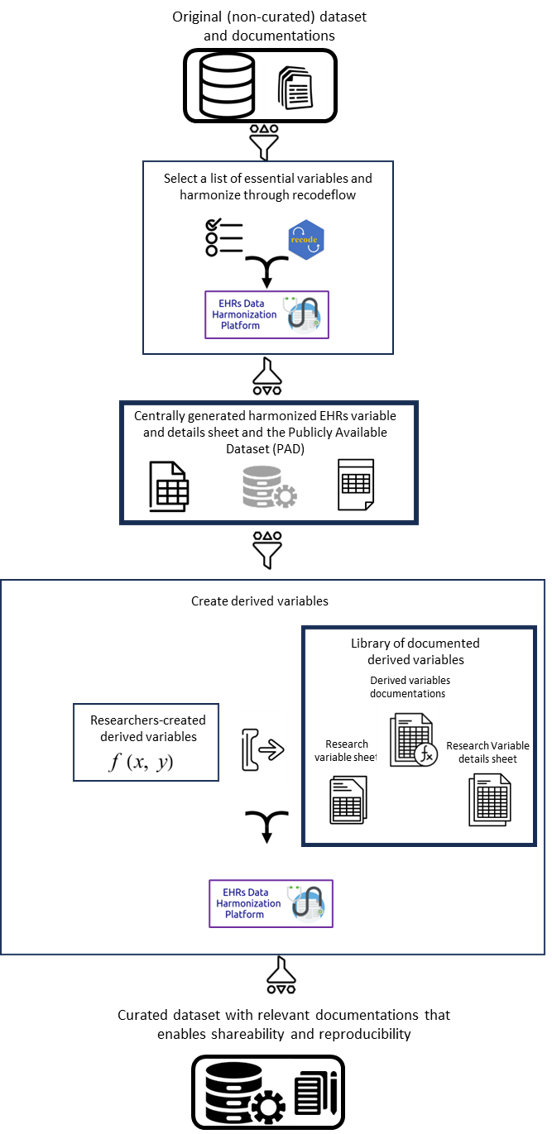 Original (non-curated) dataset
and documentations
Select a list of essential variables and
harmonize through recodeflow
recode
EHRs Data
Harmonization
Platform
Centrally generated harmonized EHRs variable
and details sheet and the Publicly Available
Dataset (PAD)
Create derived variables
Library of documented
derived variables
Derived variables
documentations
Researchers-created
derived variables
f (x, y)
Research
variable sheet
fx
Research Variable
details sheet
EHRs Data
Harmonization
Platform
Curated dataset with relevant documentations that
enables shareability and reproducibility